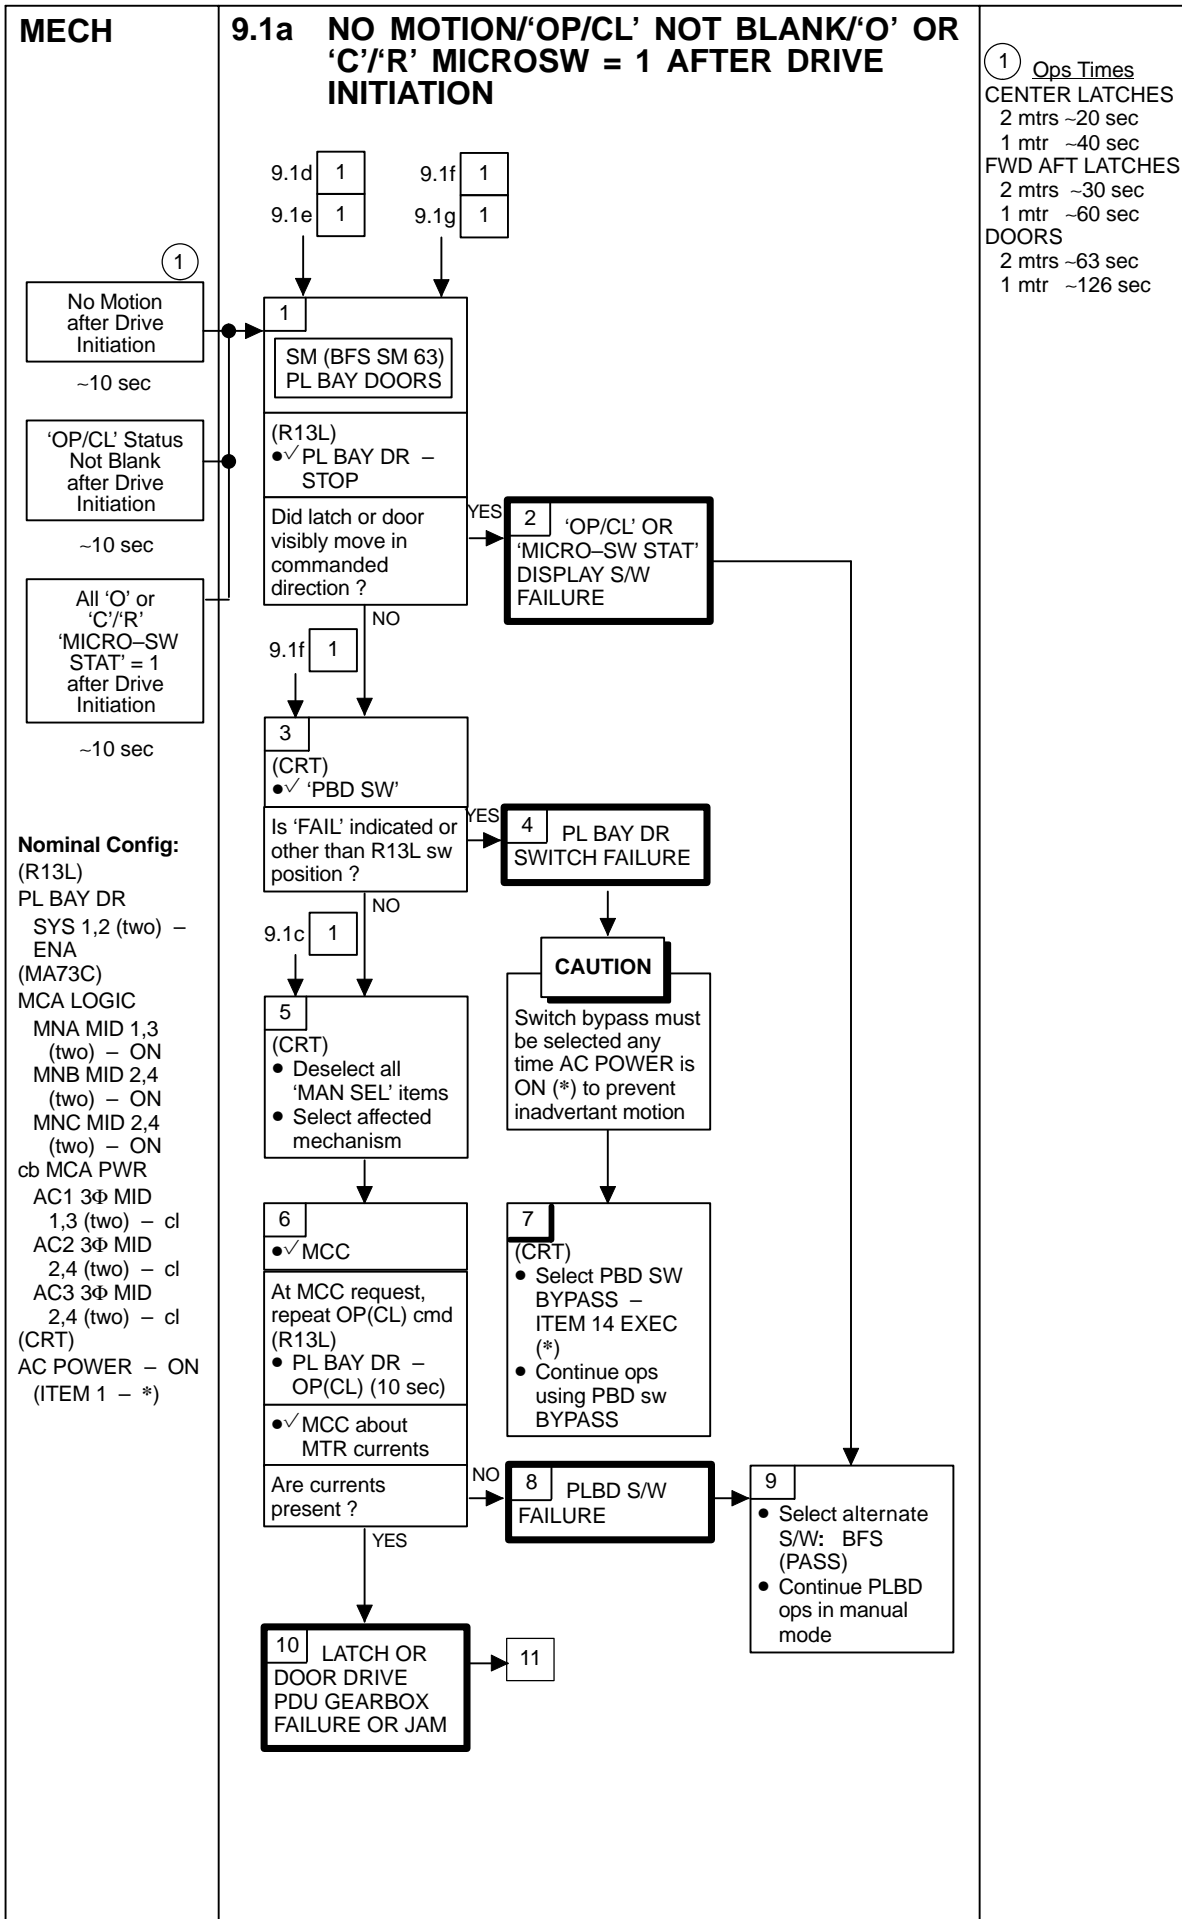 MECH
9.1a NO MOTION/‘OP/CL’ NOT BLANK/‘O’ OR
‘C’/‘R’ MICROSW = 1 AFTER DRIVE
INITIATION
1 Ops Times
CENTER LATCHES
2 mtrs ~20 sec
1 mtr ~40 sec
FWD AFT LATCHES
2 mtrs ~30 sec
1 mtr ~60 sec
DOORS
2 mtrs ~63 sec
1 mtr ~126 sec
9.1d 1
9.1f 1
9.1e 1
9.1g 1
1
No Motion
after Drive
Initiation
~10 sec
‘OP/CL’ Status
Not Blank
after Drive
Initiation
~10 sec
All ‘O’ or
‘C’/‘R’
‘MICRO–SW
STAT’ = 1
after Drive
Initiation
~10 sec
Nominal Config:
(R13L)
PL BAY DR
SYS 1,2 (two) –
ENA
(MA73C)
MCA LOGIC
MNA MID 1,3
(two) – ON
MNB MID 2,4
(two) – ON
MNC MID 2,4
(two) – ON
cb MCA PWR
AC1 3Φ MID
1,3 (two) – cl
AC2 3Φ MID
2,4 (two) – cl
AC3 3Φ MID
2,4 (two) – cl
(CRT)
AC POWER – ON
(ITEM 1 – *)
1
SM (BFS SM 63)
PL BAY DOORS
(R13L)
●✓ PL BAY DR –
STOP
Did latch or door
visibly move in
commanded
direction ?
YES
NO
2 ‘OP/CL’ OR
‘MICRO–SW STAT’
DISPLAY S/W
FAILURE
9.1f 1
3
(CRT)
●✓ ‘PBD SW’
Is ‘FAIL’ indicated or
other than R13L sw
position ?
YES
NO
4 PL BAY DR
SWITCH FAILURE
CAUTION
Switch bypass must
be selected any
time AC POWER is
ON (*) to prevent
inadvertant motion
9.1c 1
5
(CRT)
● Deselect all
‘MAN SEL’ items
● Select affected
mechanism
6
●✓ MCC
At MCC request,
repeat OP(CL) cmd
(R13L)
● PL BAY DR –
OP(CL) (10 sec)
●✓ MCC about
MTR currents
Are currents
present ?
NO
YES
7
(CRT)
● Select PBD SW
BYPASS –
ITEM 14 EXEC
(*)
● Continue ops
using PBD sw
BYPASS
8 PLBD S/W
FAILURE
9
● Select alternate
S/W: BFS
(PASS)
● Continue PLBD
ops in manual
mode
10 LATCH OR
DOOR DRIVE
PDU GEARBOX
FAILURE OR JAM
11